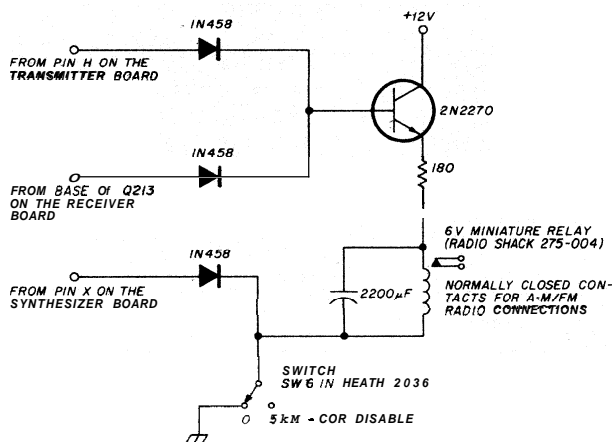 1N458
+12V
FROM PIN H ON THE
TRANSMITTER BOARD
2N2270
1N458
180
FROM BASE of Q213
ON THE RECEIVER
BOARD
6V MINIATURE RELAY
(RADIO SHACK 275-004)
1N458
2200µF
NORMALLY CLOSED CON-
TACTS FOR A-M/FM
RADIO CONNECTIONS
FROM PIN X ON THE
SYNTHESIZER BOARD
SWITCH
SW 6 IN HEATH 2036
0 5kM - COR DISABLE